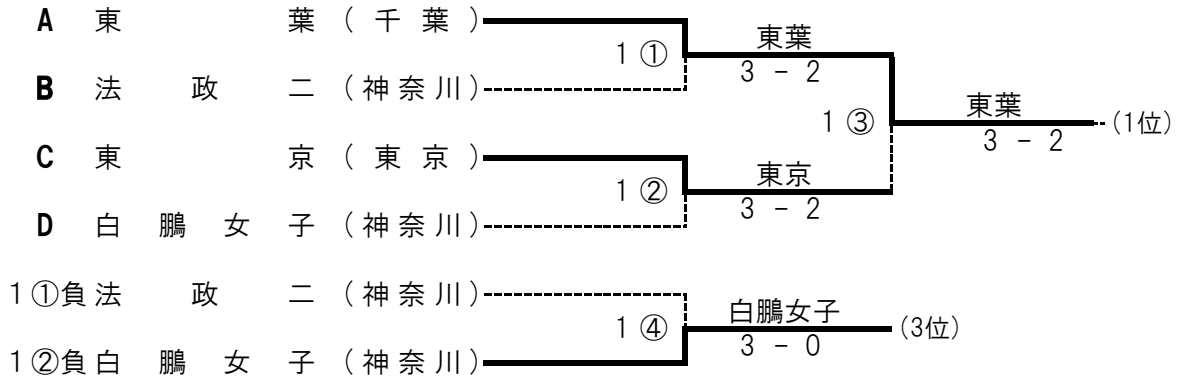 A 東 葉 ( 千 葉 )
1 ① 東葉
3 - 2
B 法 政 二 ( 神 奈 川 )
1 ③ 東葉 (1位)
3 - 2
C 東 京 ( 東 京 )
1 ② 東京
3 - 2
D 白 鵬 女 子 ( 神 奈 川 )
1 ①負 法 政 二 ( 神 奈 川 )
1 ④ 白鵬女子 (3位)
3 - 0
1 ②負 白 鵬 女 子 ( 神 奈 川 )